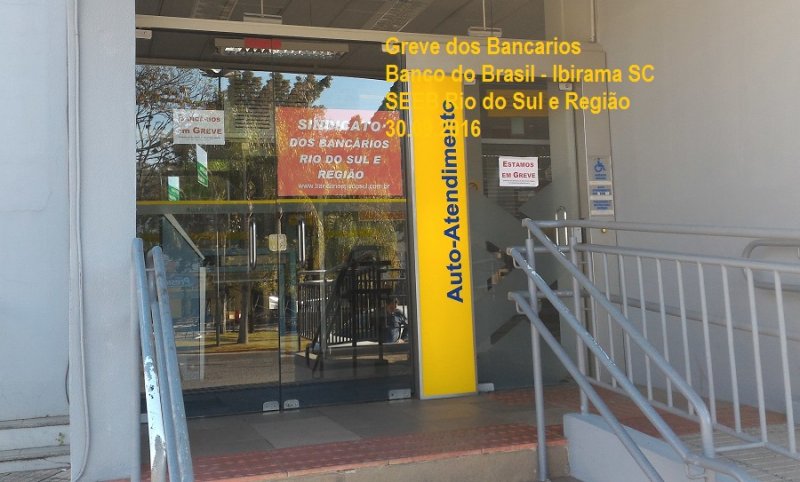 Greve dos Bancarios
Banco do Brasil - Ibirama SC
SEEB Rio do Sul e Região
BANCÁRIOS
EM GREVE
SINDICATO
DOS BANCÁRIOS
RIO DO SUL E
REGIÃO
Auto-Atendimento
ESTAMOS
EM GREVE